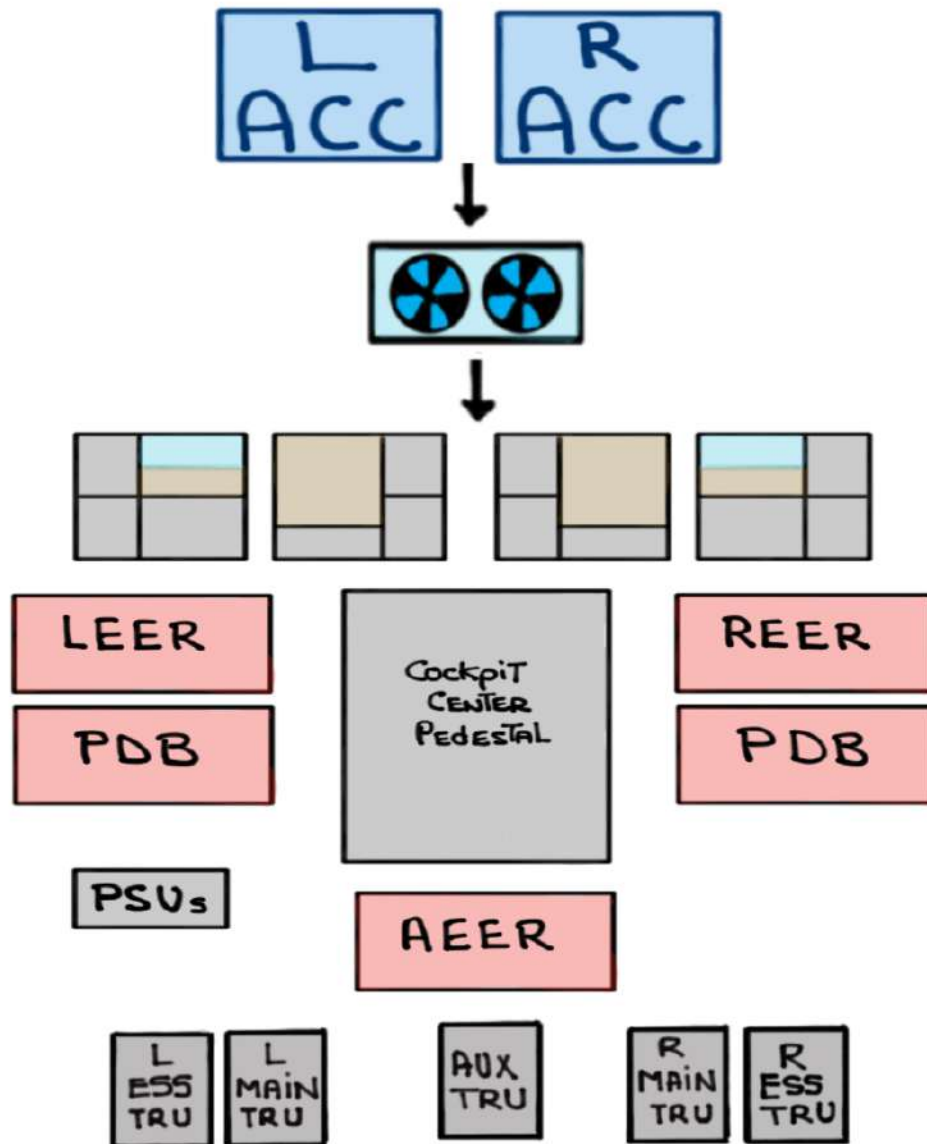 L
ACC
R
ACC
LEER
REER
Cockpit
CENTER
PEDESTAL
PDB
PDB
PSUs
AEER
L
ESS
TRU
L
MAIN
TRU
AUX
TRU
R
MAIN
TRU
R
ESS
TRU